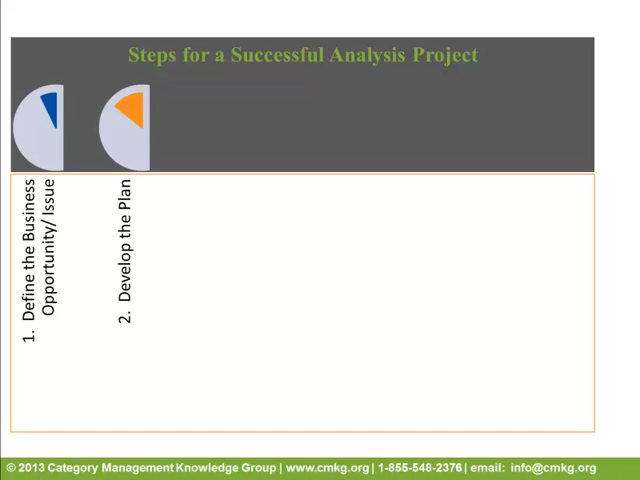 Steps for a Successful Analysis Project
1. Define the Business
Opportunity/ Issue
2. Develop the Plan
© 2013 Category Management Knowledge Group | www.cmkg.org | 1-855-548-2376 | email: info@cmkg.org